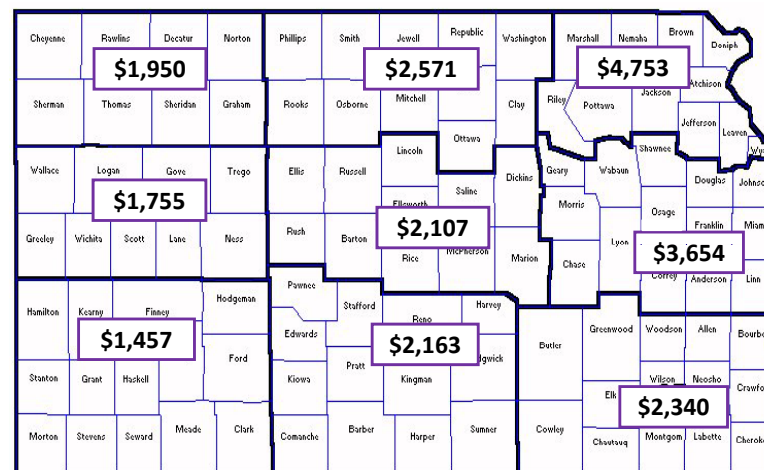 Cheyenne Rawlins Decatur Norton Phillips Smith Jewell Republic Washington Marshall Nemaha Brown Doniph
$1,950 $2,571 $4,753
Sherman Thomas Sheridan Graham Rooks Osborne Mitchell Clay Riley Pottawa Jackson Atchison
Ottawa Jefferson Leaven Wy
Wallace Logan Gove Trego Ellis Russell Lincoln Dickins Geary Wabaun Shawnee Douglas Johnso
$1,755 Ellsworth Saline Morris Osage
Greeley Wichita Scott Lane Ness Rush Barton $2,107 Lyon Franklin Miam
Rice McPherson Marion Chase $3,654
Coffey Anderson Linn
Hamilton Kearny Finney Hodgeman Pawnee Stafford Reno Harvey
$1,457 Edwards $2,163 Butler Greenwood Woodson Allen Bourbo
Ford Pratt dgwick
Stanton Grant Haskell Kiowa Kingman Wilson Neosho Crawfo
Elk $2,340
Morton Stevens Seward Meade Clark Comanche Barber Harper Sumner Cowley Chautauq Montgom Labette Cheroke